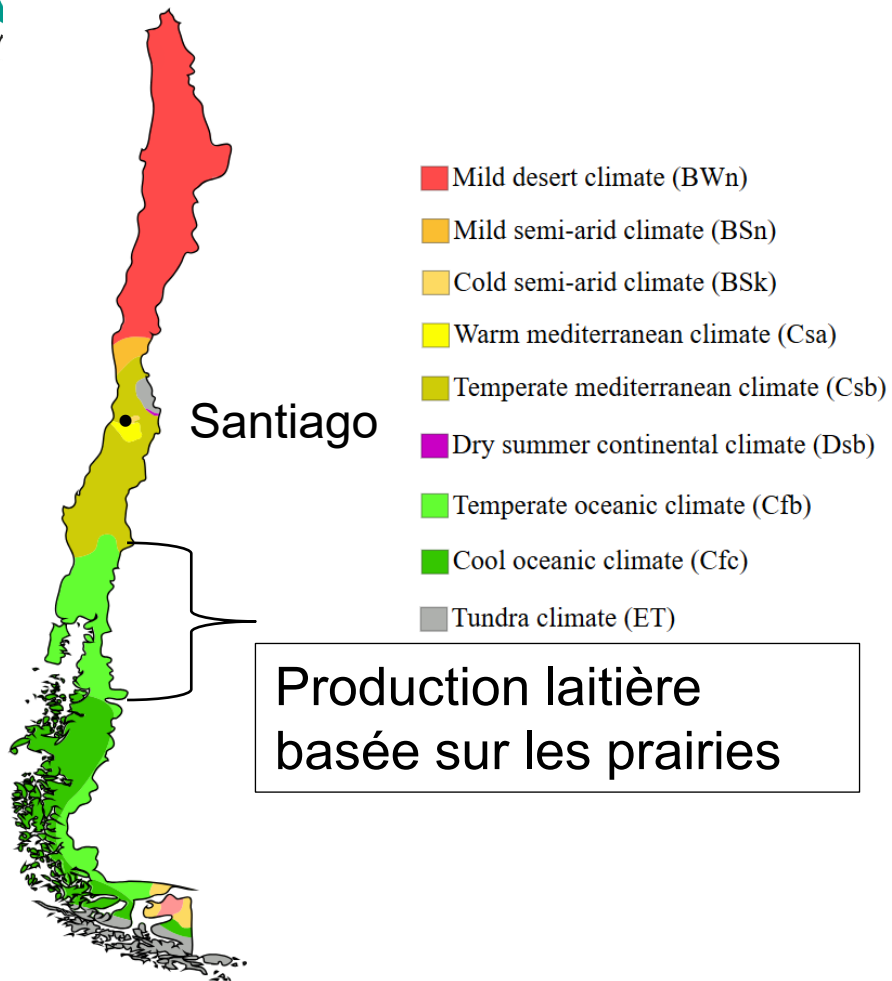 Mild desert climate (BWn)
Mild semi-arid climate (BSn)
Cold semi-arid climate (BSk)
Warm mediterranean climate (Csa)
Temperate mediterranean climate (Csb)
Santiago
Dry summer continental climate (Dsb)
Temperate oceanic climate (Cfb)
Cool oceanic climate (Cfc)
Tundra climate (ET)
Production laitière
basée sur les prairies